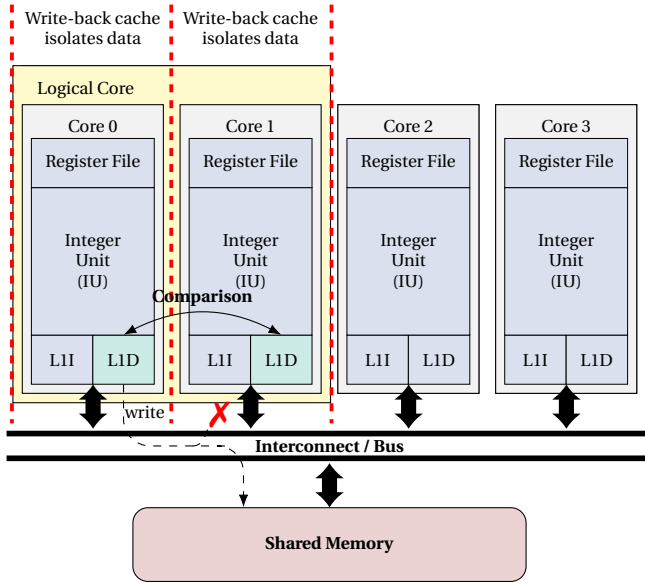 Write-back cache
isolates data
Write-back cache
isolates data
Logical Core
Core 0
Register File
Integer
Unit
(IU)
L1I
L1D
Core 1
Register File
Integer
Unit
(IU)
L1I
L1D
Core 2
Register File
Integer
Unit
(IU)
L1I
L1D
Core 3
Register File
Integer
Unit
(IU)
L1I
L1D
Comparison
write
✗
Interconnect / Bus
Shared Memory